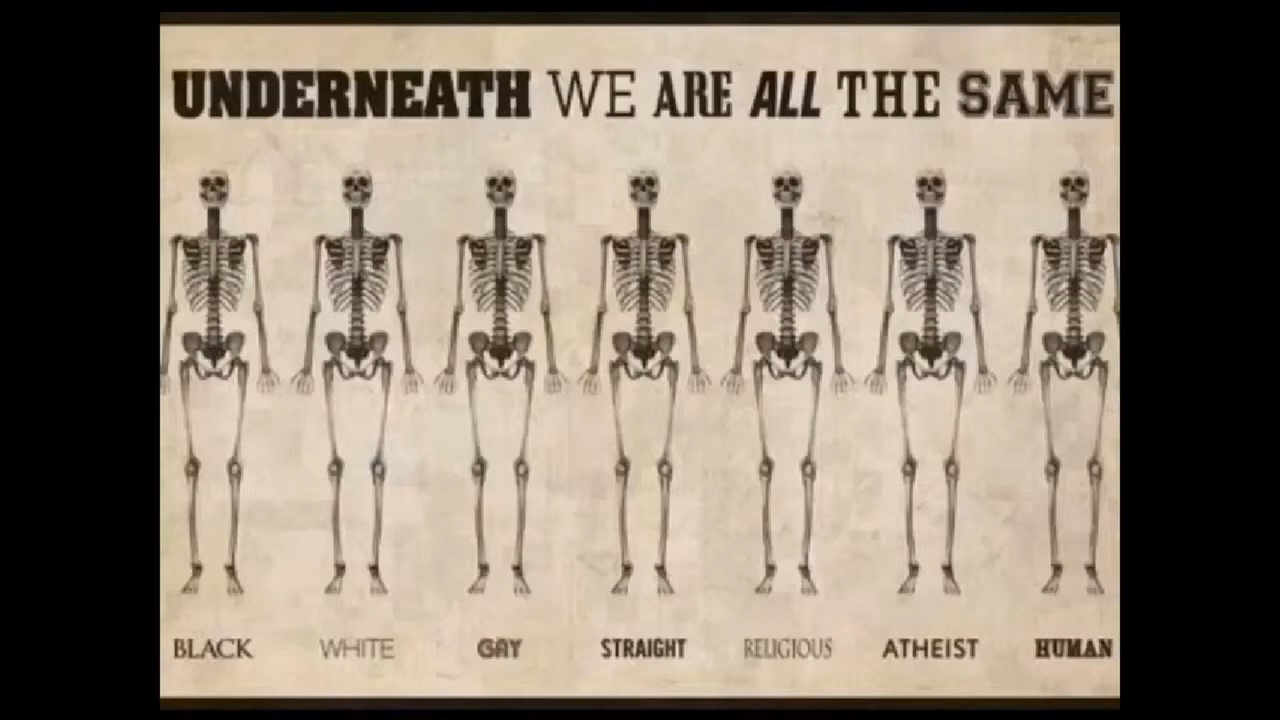 UNDERNEATH WE ARE ALL THE SAME
BLACK WHITE GAY STRAIGHT RELIGIOUS ATHEIST HUMAN